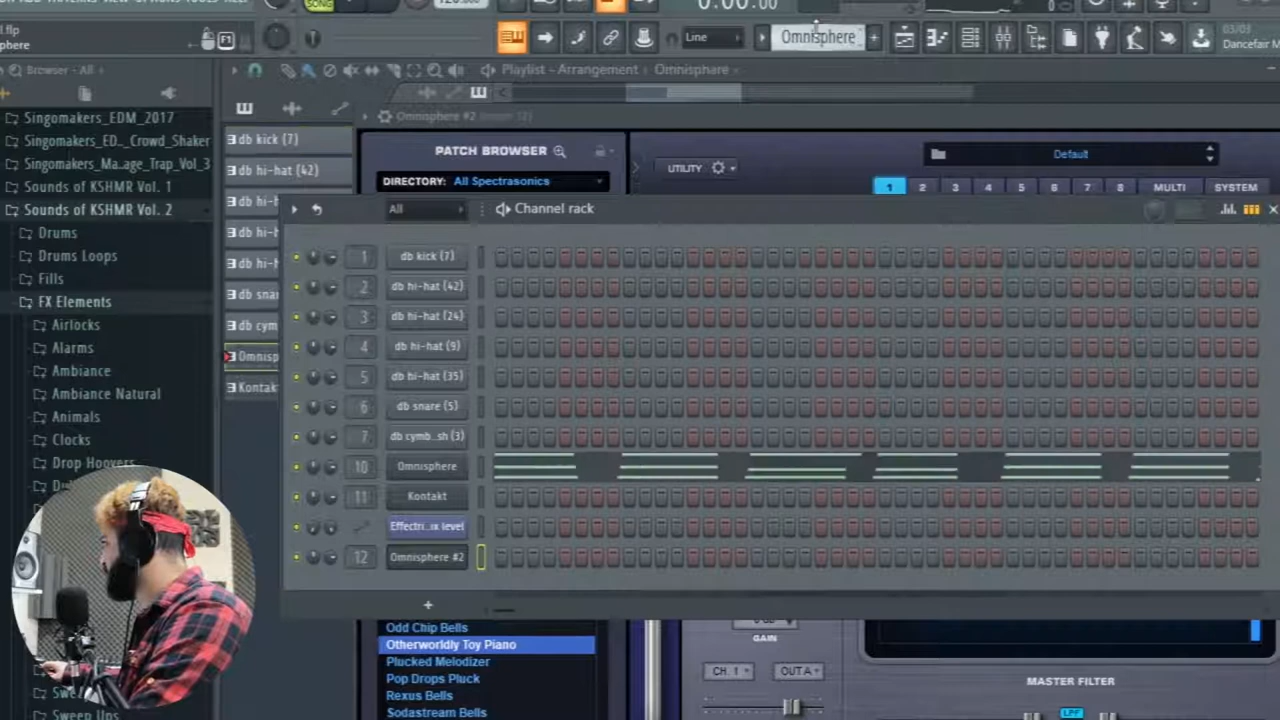 SONG
120.000
0:00:00
.flp
here
F1
Line
Omnisphere
03/03
Dancefair M
Browser - All
Playlist - Arrangement
Omnisphere
Omnisphere #2
Singomakers_EDM_2017
Singomakers_ED.._Crowd_Shaker
Singomakers_Ma..age_Trap_Vol_3
Sounds of KSHMR Vol. 1
Sounds of KSHMR Vol. 2
Drums
Drums Loops
Fills
FX Elements
Airlocks
Alarms
Ambiance
Ambiance Natural
Animals
Clocks
Drop Hoovers
Sweep Ups
db kick (7)
db hi-hat (42)
db hi-h
db hi-h
db hi-h
db snar
db cym
Omnisp
Kontak
PATCH BROWSER
DIRECTORY: All Spectrasonics
UTILITY
Default
1 2 3 4 5 6 7 8 MULTI SYSTEM
All
Channel rack
1 db kick (7)
2 db hi-hat (42)
3 db hi-hat (24)
4 db hi-hat (9)
5 db hi-hat (35)
6 db snare (5)
7 db cymb..sh (3)
10 Omnisphere
11 Kontakt
Effectri..ix level
12 Omnisphere #2
+
Odd Chip Bells
Otherworldly Toy Piano
Plucked Melodizer
Pop Drops Pluck
Rexus Bells
Sodastream Bells
GAIN
CH. 1
OUT A
MASTER FILTER
LPF